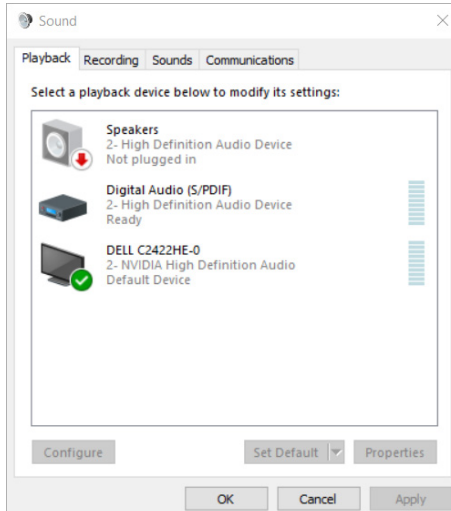 Sound
Playback Recording Sounds Communications
Select a playback device below to modify its settings:
Speakers
2- High Definition Audio Device
Not plugged in
Digital Audio (S/PDIF)
2- High Definition Audio Device
Ready
DELL C2422HE-0
2- NVIDIA High Definition Audio
Default Device
Configure Set Default Properties
OK Cancel Apply